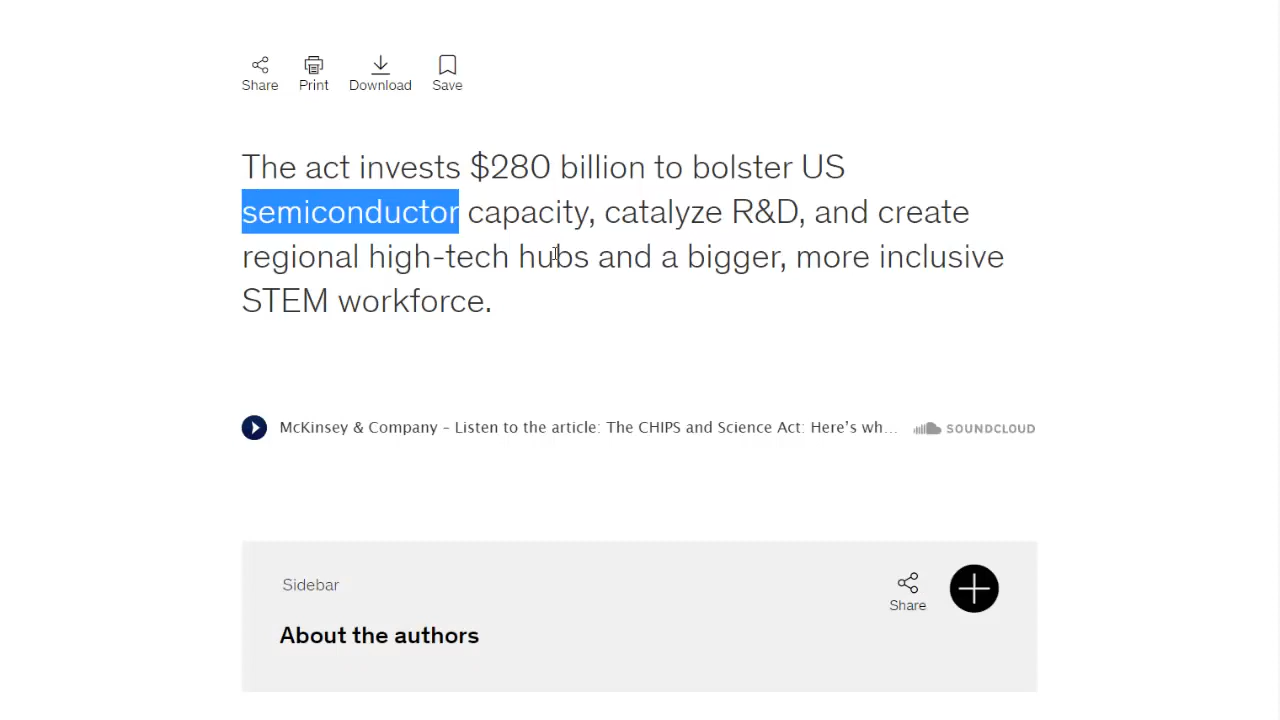 Share Print Download Save
The act invests $280 billion to bolster US
semiconductor capacity, catalyze R&D, and create
regional high-tech hubs and a bigger, more inclusive
STEM workforce.
McKinsey & Company - Listen to the article: The CHIPS and Science Act: Here's wh... SOUNDCLOUD
Sidebar
Share
About the authors